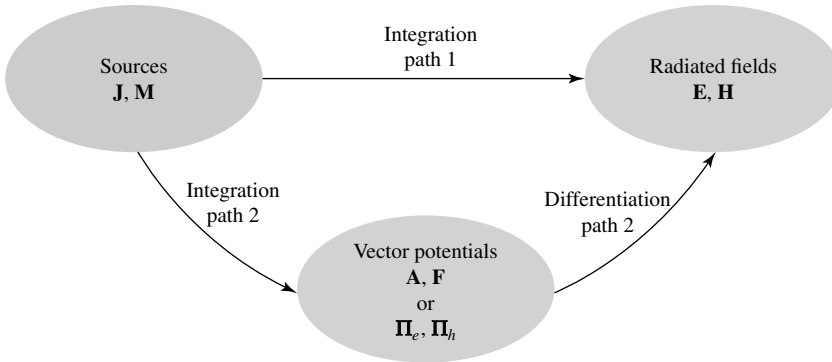 Sources
J, M
Integration
path 1
Radiated fields
E, H
Integration
path 2
Differentiation
path 2
Vector potentials
A, F
or
Πₑ, Πₕ